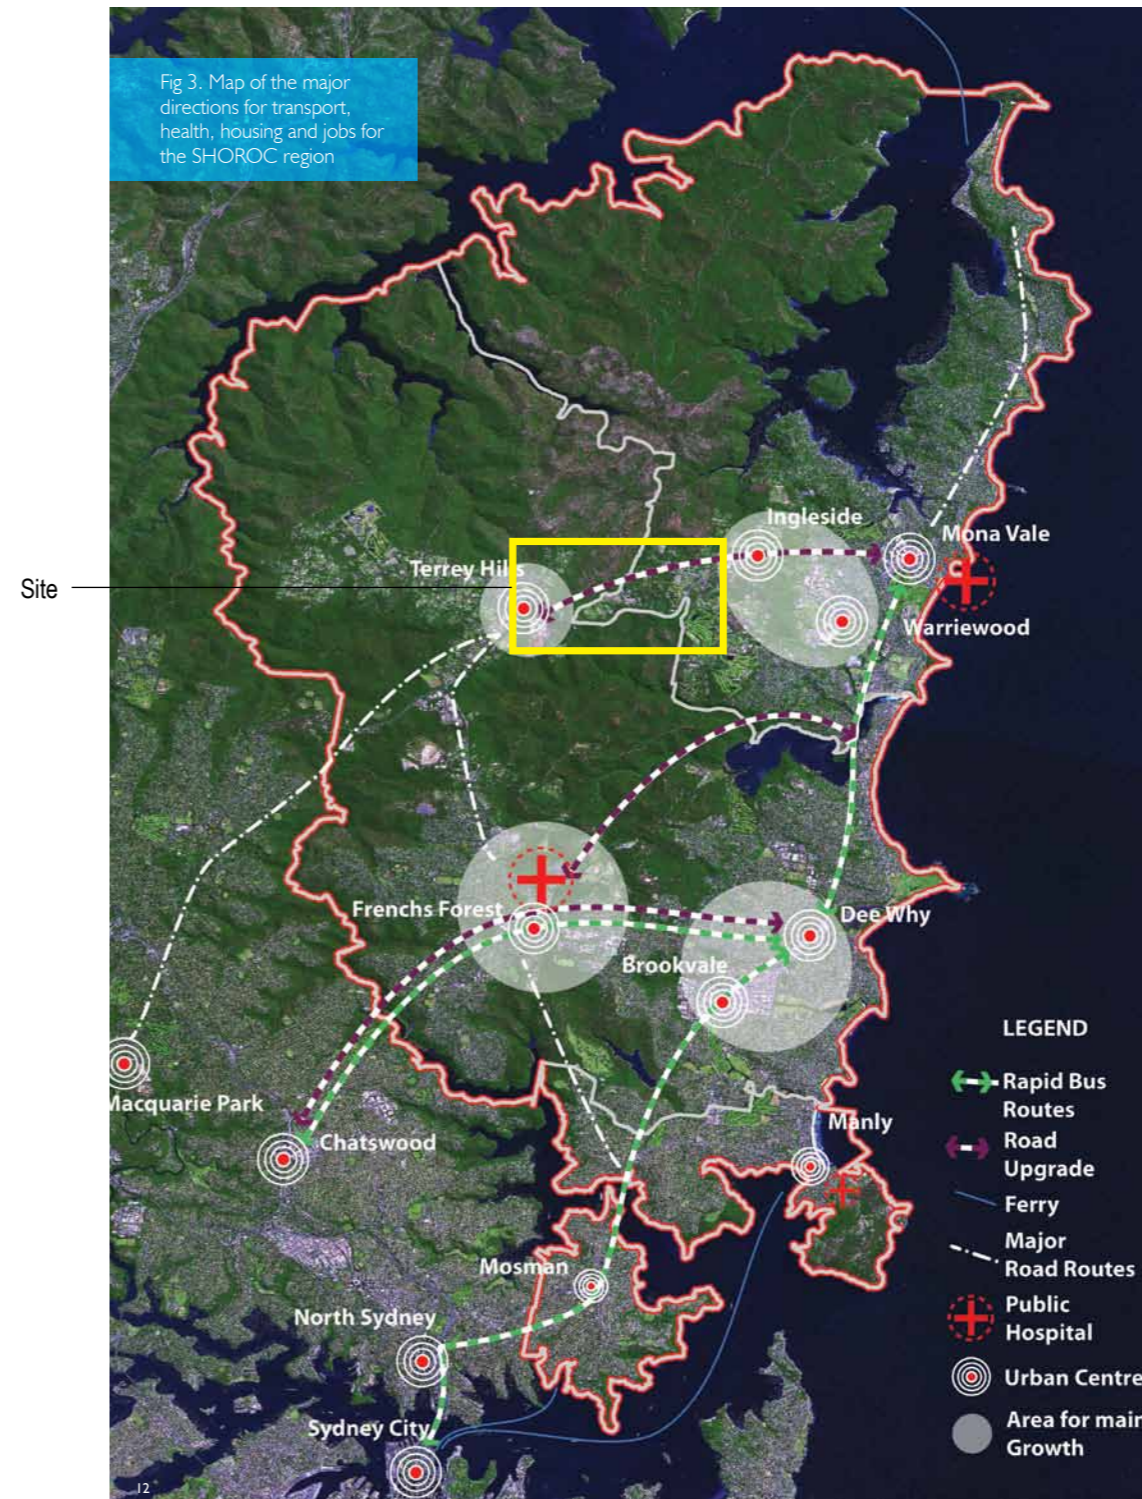 Fig 3. Map of the major
directions for transport,
health, housing and jobs for
the SHOROC region
Ingleside
Mona Vale
Terrey Hills
Site
Warriewood
Frenchs Forest
Dee Why
Brookvale
LEGEND
Rapid Bus
Routes
Macquarie Park
Manly
Chatswood
Road
Upgrade
Ferry
Major
Road Routes
Mosman
Public
Hospital
North Sydney
Urban Centre
Sydney City
Area for main
Growth
12